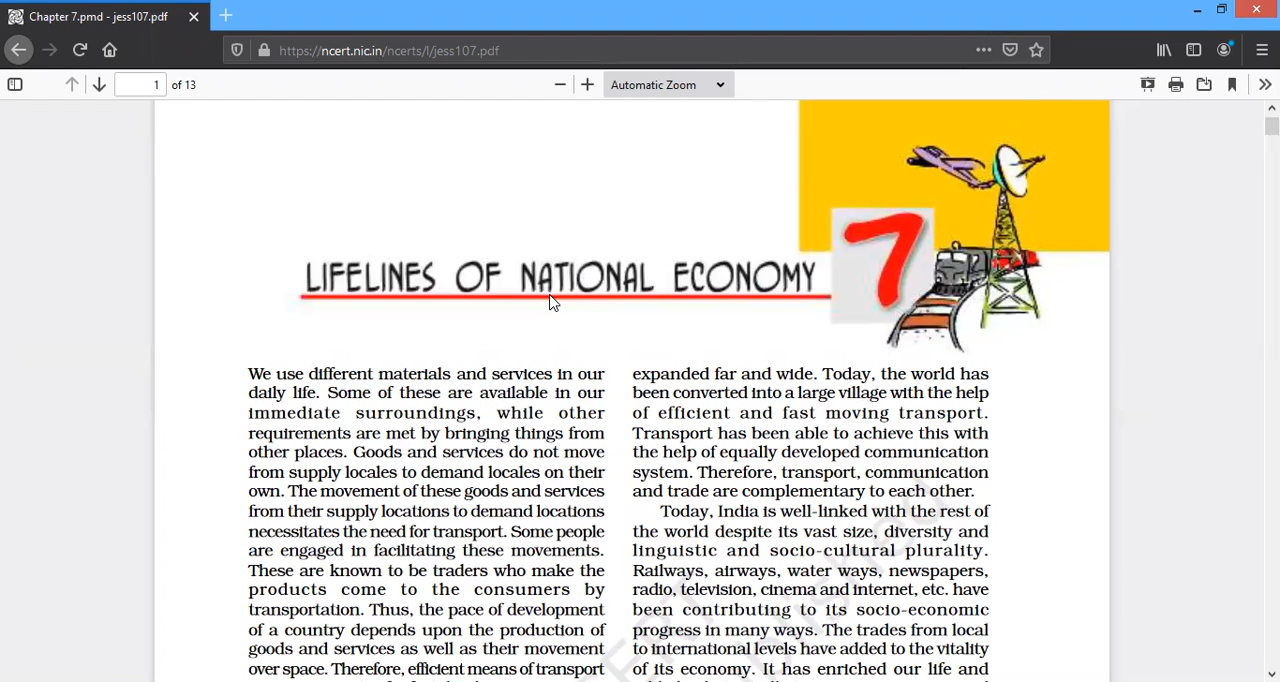 Chapter 7.pmd - jess107.pdf
https://ncert.nic.in/ncerts/l/jess107.pdf
1 of 13
Automatic Zoom
LIFELINES OF NATIONAL ECONOMY
7
We use different materials and services in our
daily life. Some of these are available in our
immediate surroundings, while other
requirements are met by bringing things from
other places. Goods and services do not move
from supply locales to demand locales on their
own. The movement of these goods and services
from their supply locations to demand locations
necessitates the need for transport. Some people
are engaged in facilitating these movements.
These are known to be traders who make the
products come to the consumers by
transportation. Thus, the pace of development
of a country depends upon the production of
goods and services as well as their movement
over space. Therefore, efficient means of transport
expanded far and wide. Today, the world has
been converted into a large village with the help
of efficient and fast moving transport.
Transport has been able to achieve this with
the help of equally developed communication
system. Therefore, transport, communication
and trade are complementary to each other.
Today, India is well-linked with the rest of
the world despite its vast size, diversity and
linguistic and socio-cultural plurality.
Railways, airways, water ways, newspapers,
radio, television, cinema and internet, etc. have
been contributing to its socio-economic
progress in many ways. The trades from local
to international levels have added to the vitality
of its economy. It has enriched our life and